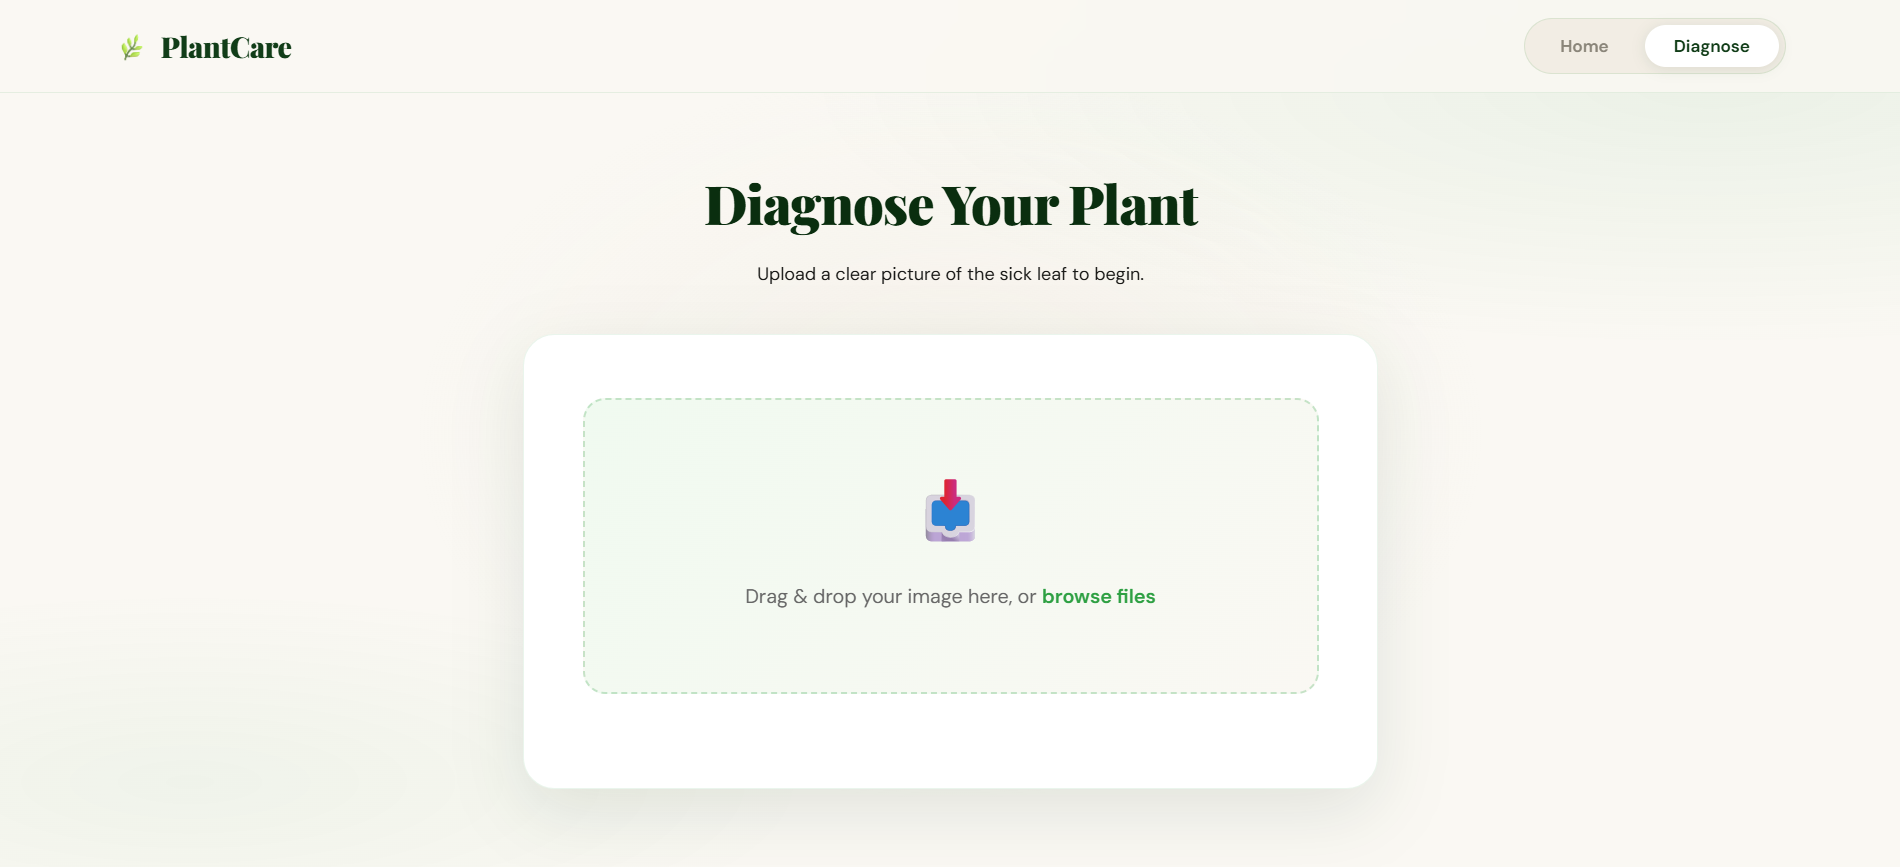 PlantCare
Home
Diagnose
Diagnose Your Plant
Upload a clear picture of the sick leaf to begin.
Drag & drop your image here, or browse files